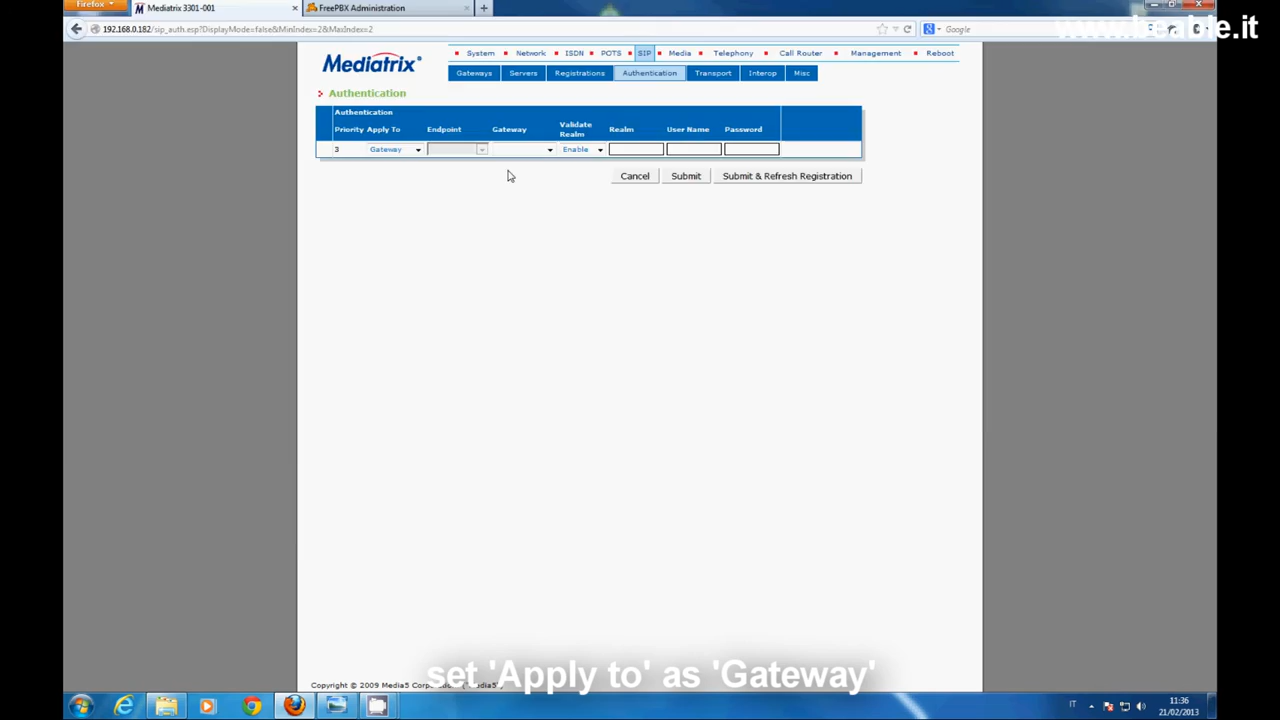 Firefox
Mediatrix 3301-001
FreePBX Administration
192.168.0.182/sip_auth.esp?DisplayMode=false&MinIndex=2&MaxIndex=2
Google
Mediatrix®
System Network ISDN POTS SIP Media Telephony Call Router Management Reboot
Gateways Servers Registrations Authentication Transport Interop Misc
Authentication
Authentication
Priority Apply To Endpoint Gateway Validate Realm Realm User Name Password
3 Gateway Enable
Cancel Submit Submit & Refresh Registration
set 'Apply to' as 'Gateway'
Copyright © 2009 Media5
IT
11:36
21/02/2013